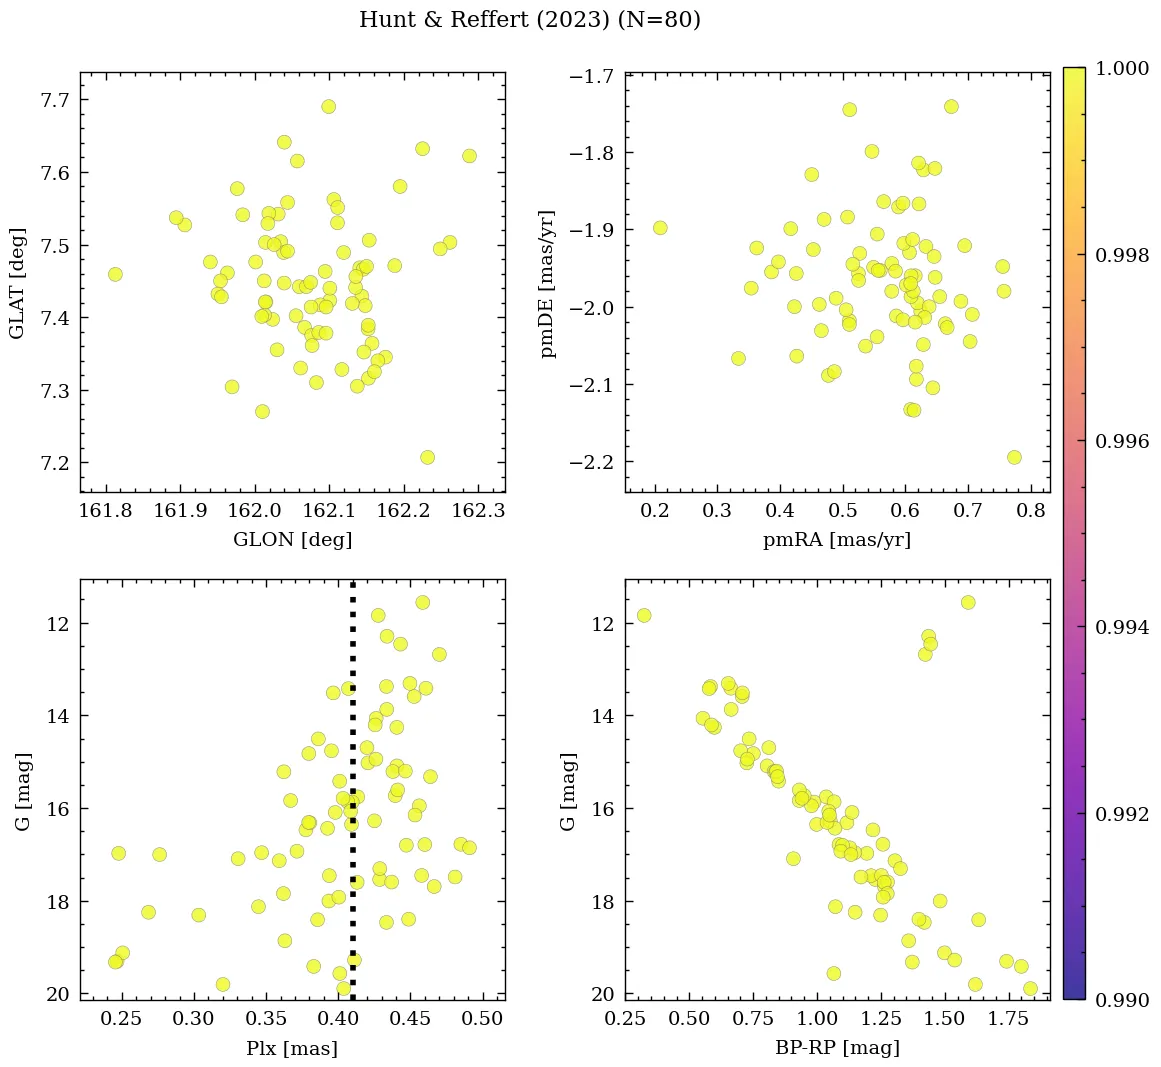 Hunt & Reffert (2023) (N=80)
7.7
7.6
7.5
7.4
7.3
7.2
GLAT [deg]
161.8 161.9 162.0 162.1 162.2 162.3
GLON [deg]
−1.7
−1.8
−1.9
−2.0
−2.1
−2.2
pmDE [mas/yr]
0.2 0.3 0.4 0.5 0.6 0.7 0.8
pmRA [mas/yr]
12
14
16
18
20
G [mag]
0.25 0.30 0.35 0.40 0.45 0.50
Plx [mas]
12
14
16
18
20
G [mag]
0.25 0.50 0.75 1.00 1.25 1.50 1.75
BP-RP [mag]
1.000
0.998
0.996
0.994
0.992
0.990